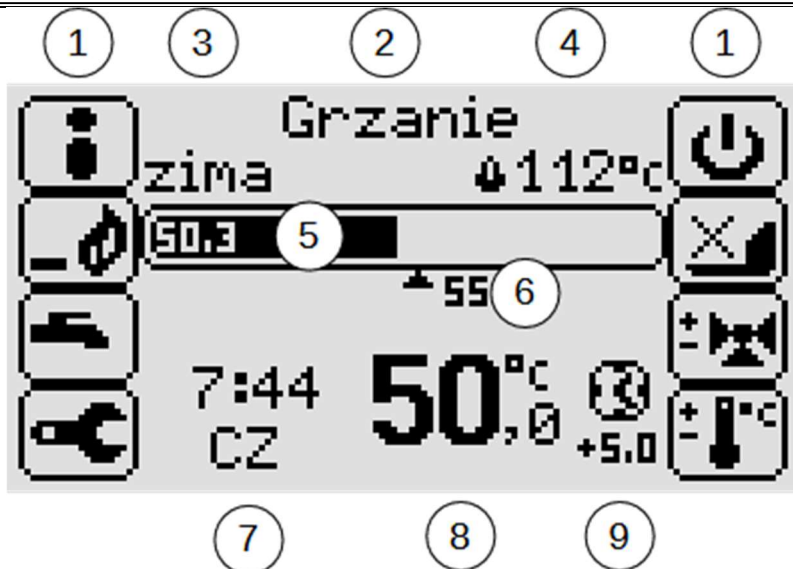 1 3 2 4 1
Grzanie
zima 112°C
50.3 5
55 6
7:44 50,0 °C
CZ +5.0
7 8 9
+
-
+
- °C